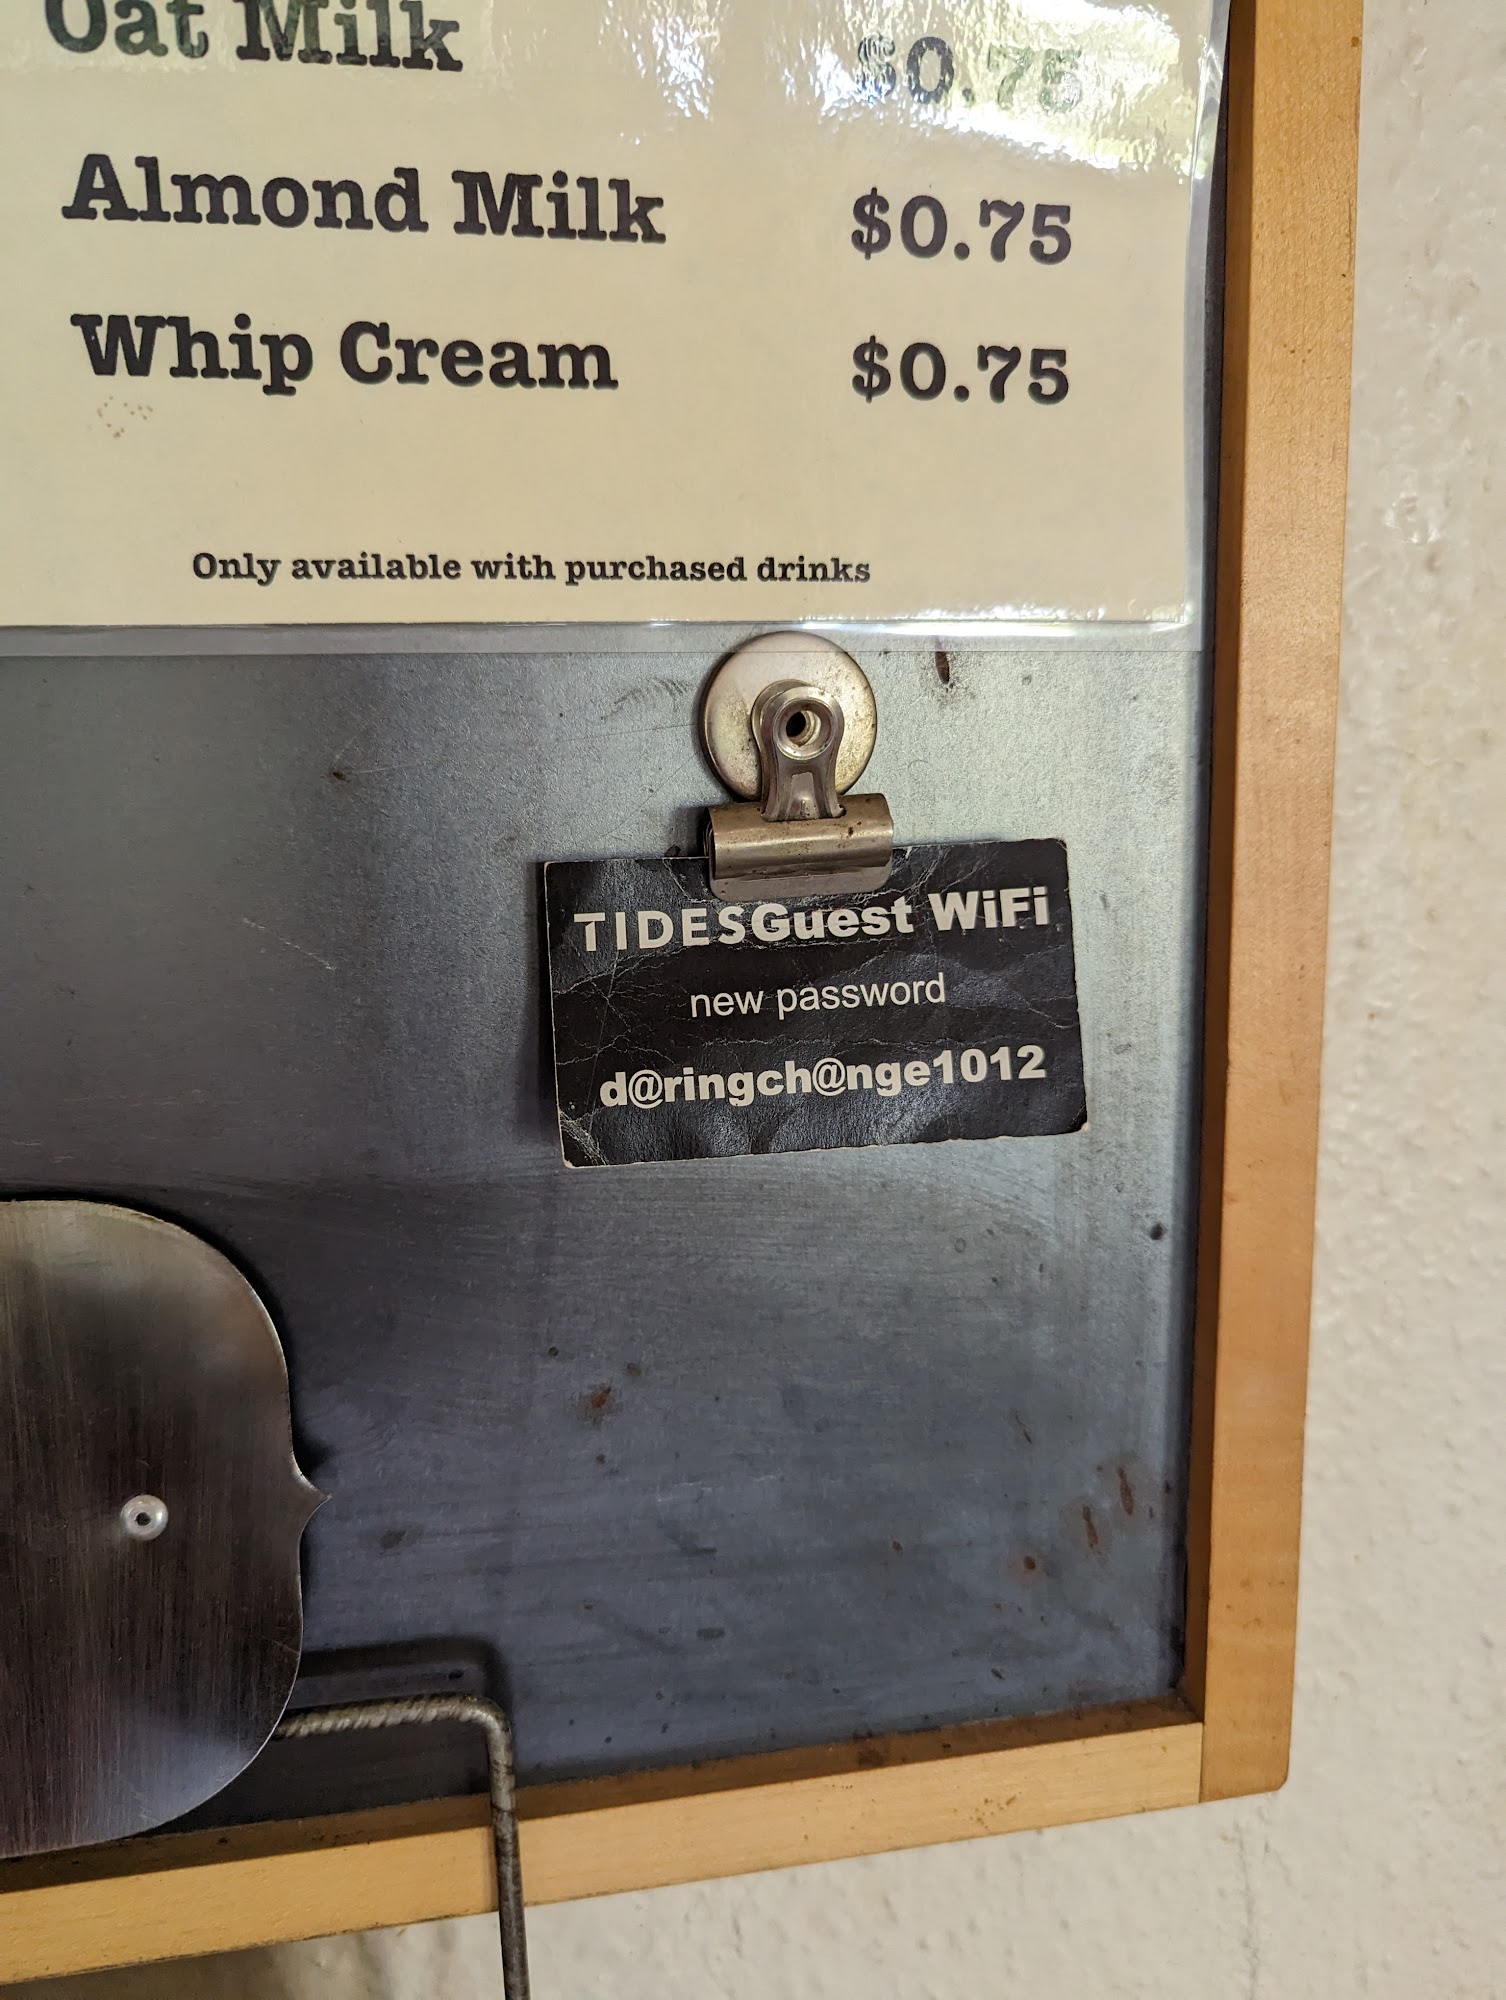 Oat Milk $0.75
Almond Milk $0.75
Whip Cream $0.75
Only available with purchased drinks
TIDESGuest WiFi
new password
d@ringch@nge1012